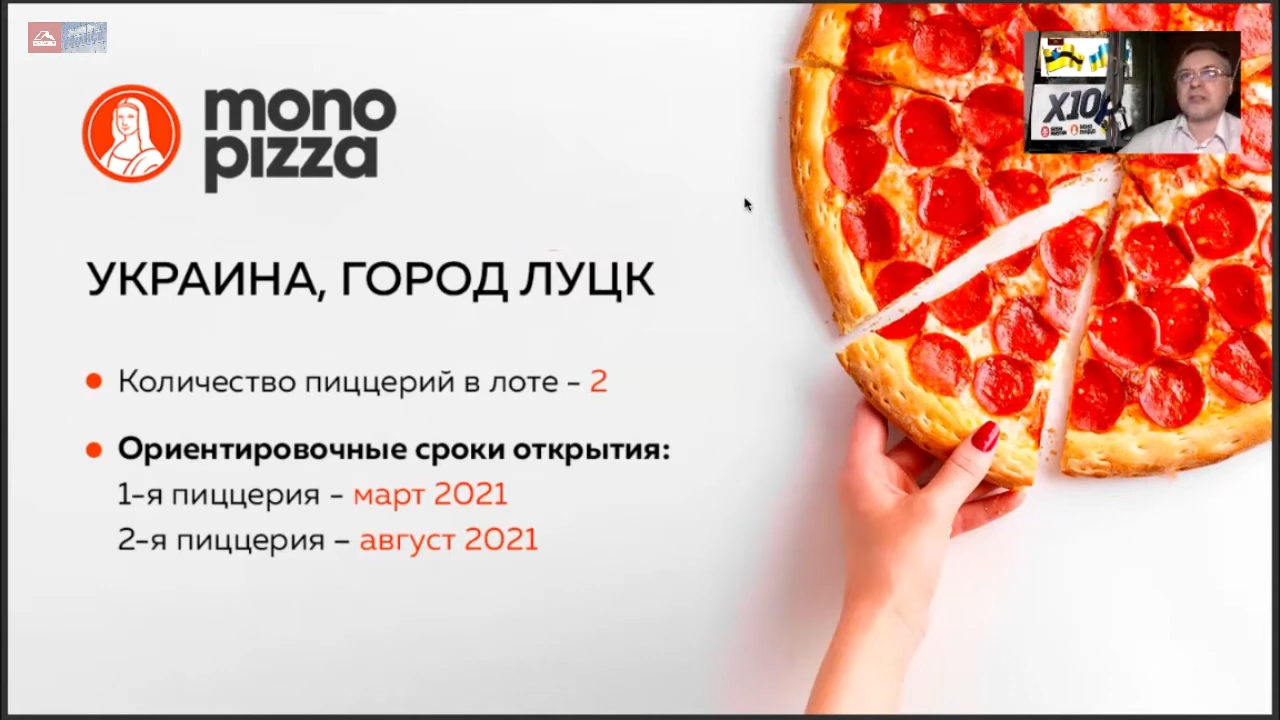 mono
pizza
X10
УКРАИНА, ГОРОД ЛУЦК
Количество пиццерий в лоте - 2
Ориентировочные сроки открытия:
1-я пиццерия - март 2021
2-я пиццерия – август 2021